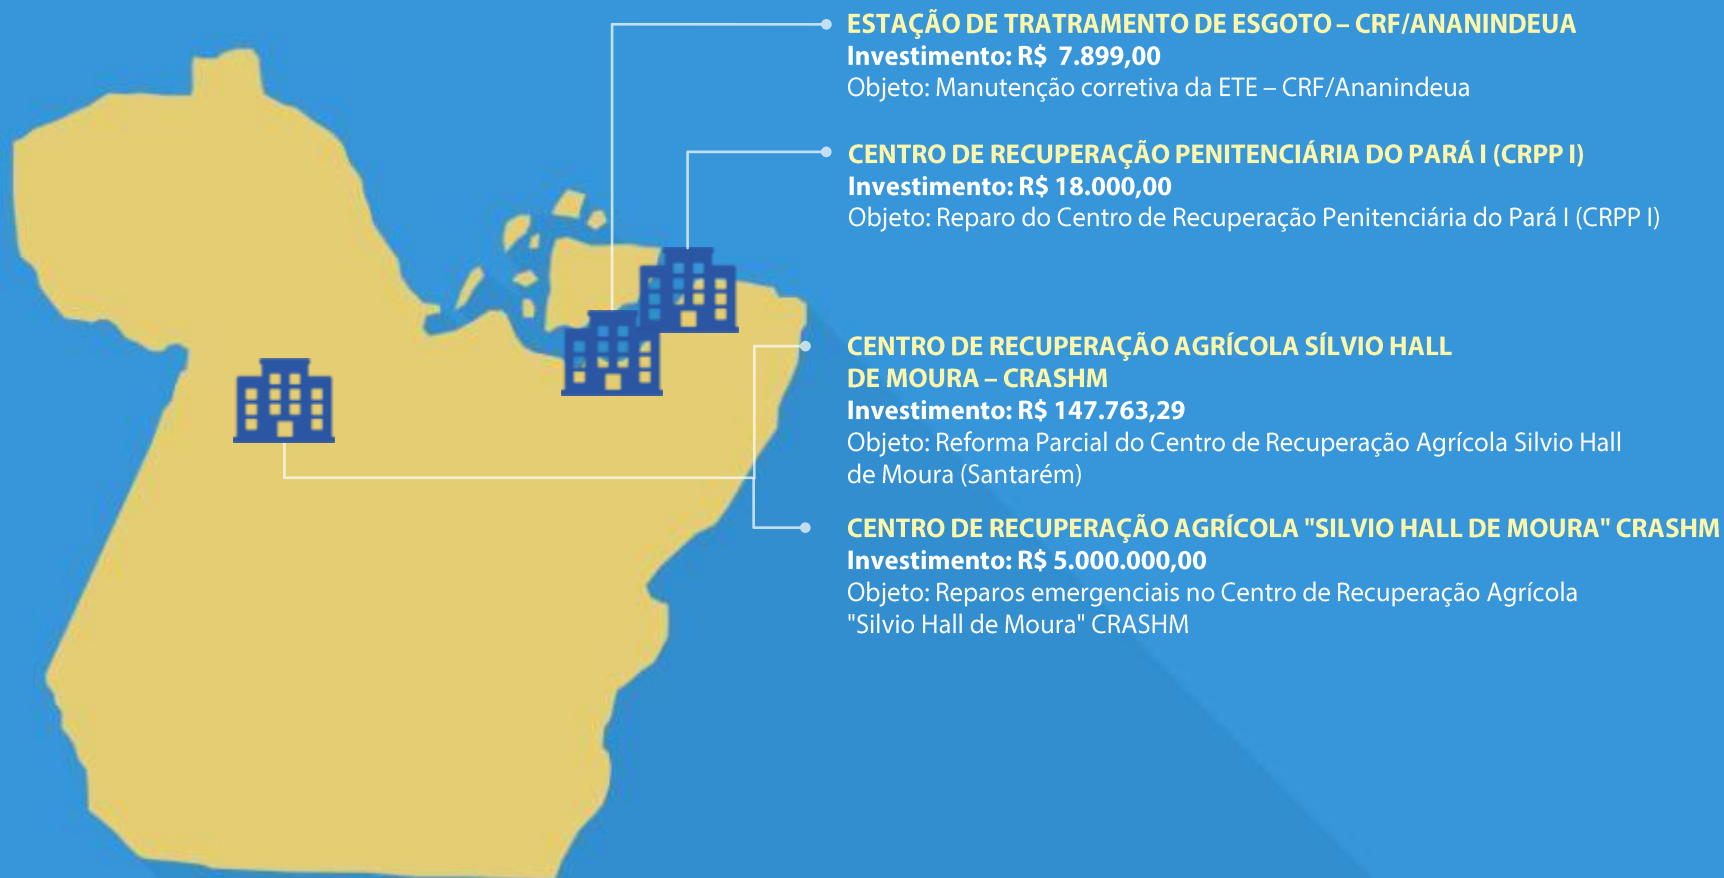 ESTAÇÃO DE TRATRAMENTO DE ESGOTO – CRF/ANANINDEUA
Investimento: R$ 7.899,00
Objeto: Manutenção corretiva da ETE – CRF/Ananindeua
CENTRO DE RECUPERAÇÃO PENITENCIÁRIA DO PARÁ I (CRPP I)
Investimento: R$ 18.000,00
Objeto: Reparo do Centro de Recuperação Penitenciária do Pará I (CRPP I)
CENTRO DE RECUPERAÇÃO AGRÍCOLA SÍLVIO HALL
DE MOURA – CRASHM
Investimento: R$ 147.763,29
Objeto: Reforma Parcial do Centro de Recuperação Agrícola Silvio Hall
de Moura (Santarém)
CENTRO DE RECUPERAÇÃO AGRÍCOLA "SILVIO HALL DE MOURA" CRASHM
Investimento: R$ 5.000.000,00
Objeto: Reparos emergenciais no Centro de Recuperação Agrícola
"Silvio Hall de Moura" CRASHM